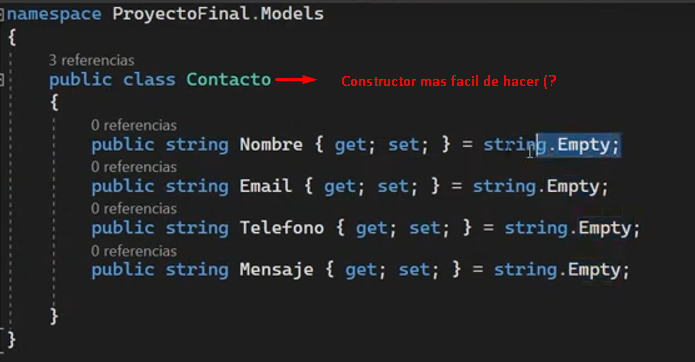 namespace ProyectoFinal.Models
{
3 referencias
public class Contacto Constructor mas facil de hacer (?
{
0 referencias
public string Nombre { get; set; } = string.Empty;
0 referencias
public string Email { get; set; } = string.Empty;
0 referencias
public string Telefono { get; set; } = string.Empty;
0 referencias
public string Mensaje { get; set; } = string.Empty;
}
}